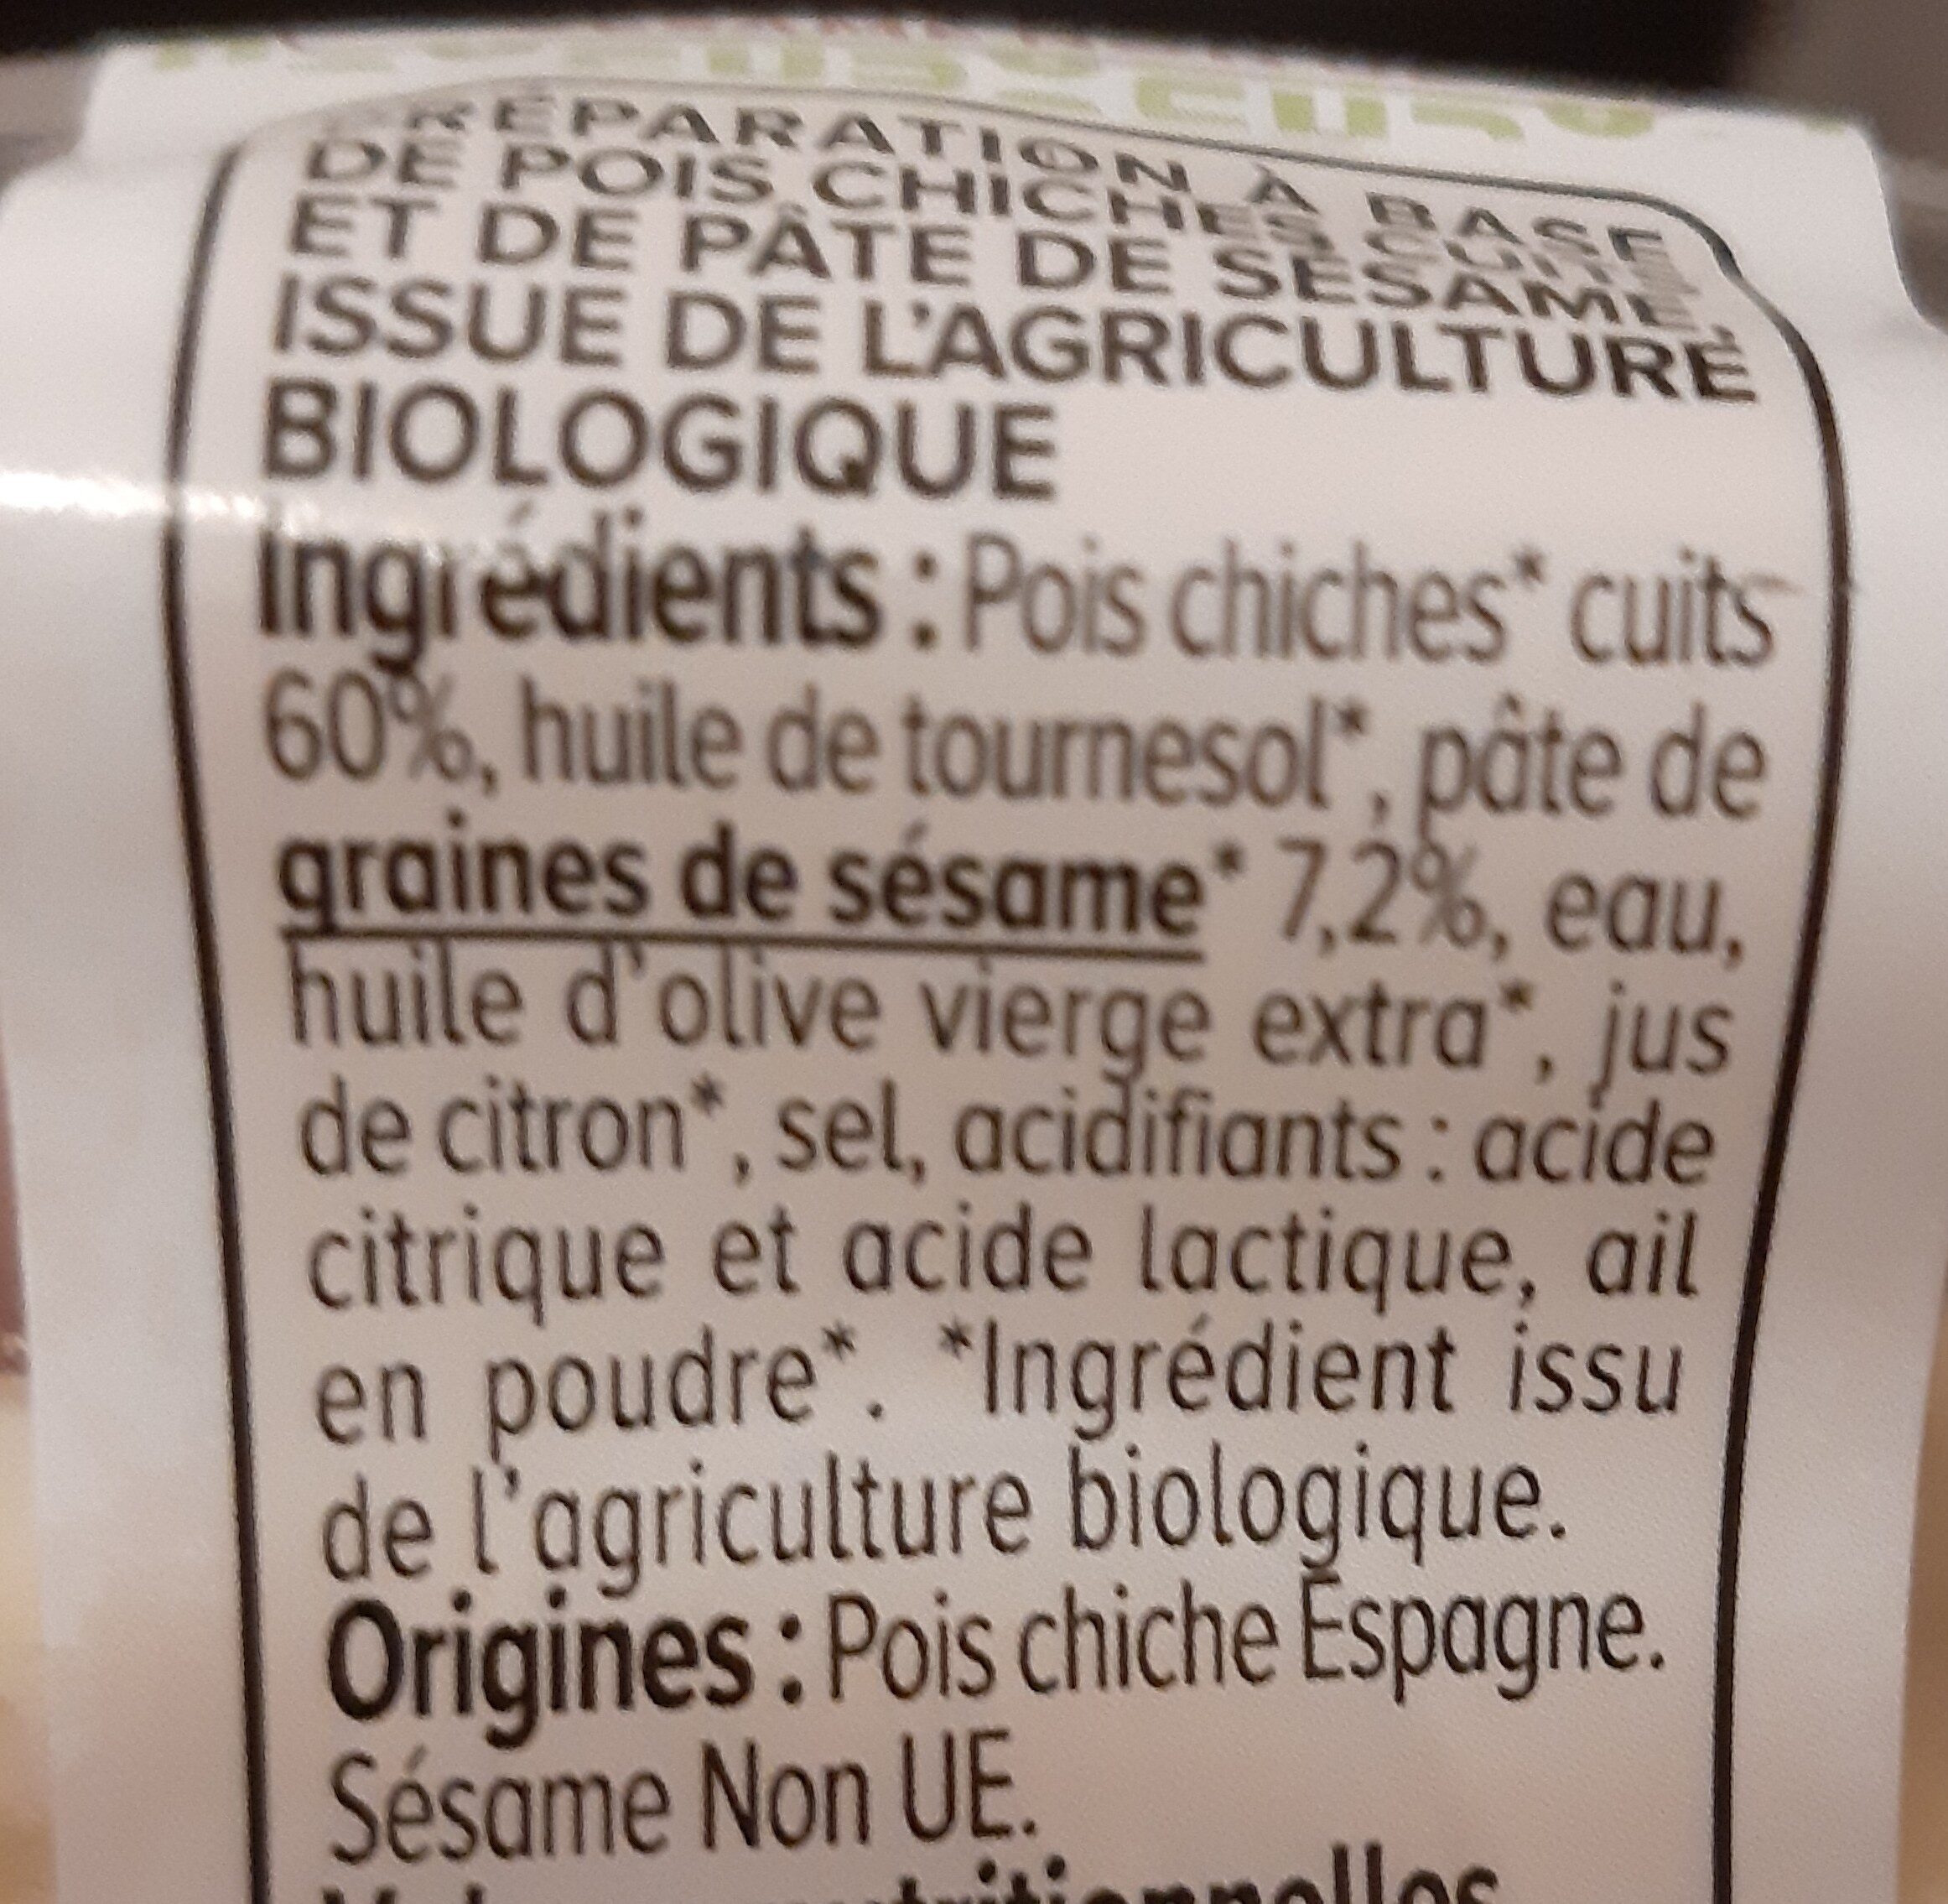 PRÉPARATION À BASE
DE POIS CHICHES CUITS
ET DE PÂTE DE SÉSAME,
ISSUE DE L'AGRICULTURE
BIOLOGIQUE
Ingrédients : Pois chiches* cuits
60%, huile de tournesol*, pâte de
graines de sésame* 7,2%, eau,
huile d'olive vierge extra*, jus
de citron*, sel, acidifiants : acide
citrique et acide lactique, ail
en poudre*. *Ingrédient issu
de l'agriculture biologique.
Origines : Pois chiche Espagne.
Sésame Non UE.
nutritionnelles